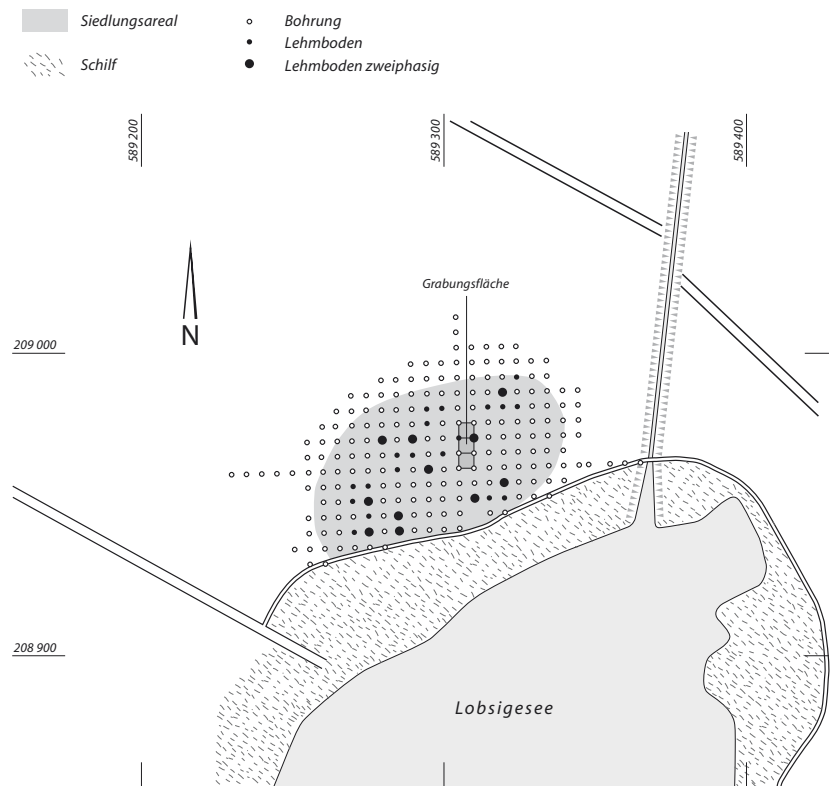 Siedlungsareal
Schilf
Bohrung
Lehmboden
Lehmboden zweiphasig
589 200
589 300
589 400
Grabungsfläche
N
209 000
208 900
Lobsigesee